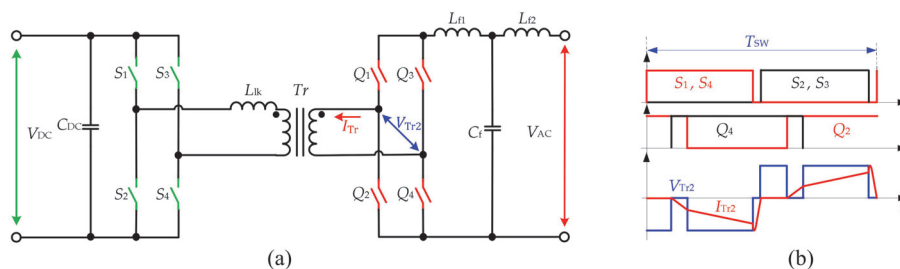 Lf1 Lf2
TSW
S1 S3
Q1 Q3
S1, S4 S2, S3
Llk Tr
VTr2
ITr
VDC CDC
Cf VAC
Q4 Q2
S2 S4
Q2 Q4
VTr2
ITr2
(a) (b)